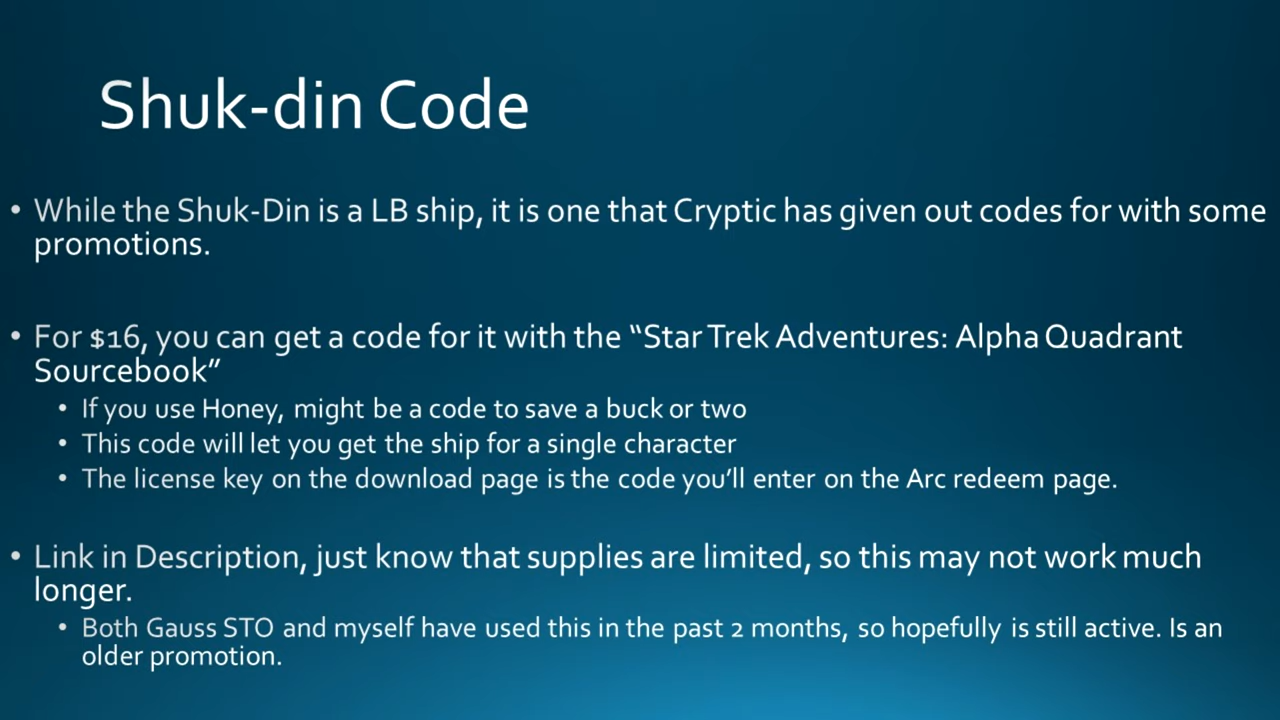 Shuk-din Code
• While the Shuk-Din is a LB ship, it is one that Cryptic has given out codes for with some
promotions.
• For $16, you can get a code for it with the “Star Trek Adventures: Alpha Quadrant
Sourcebook”
• If you use Honey, might be a code to save a buck or two
• This code will let you get the ship for a single character
• The license key on the download page is the code you’ll enter on the Arc redeem page.
• Link in Description, just know that supplies are limited, so this may not work much
longer.
• Both Gauss STO and myself have used this in the past 2 months, so hopefully is still active. Is an
older promotion.